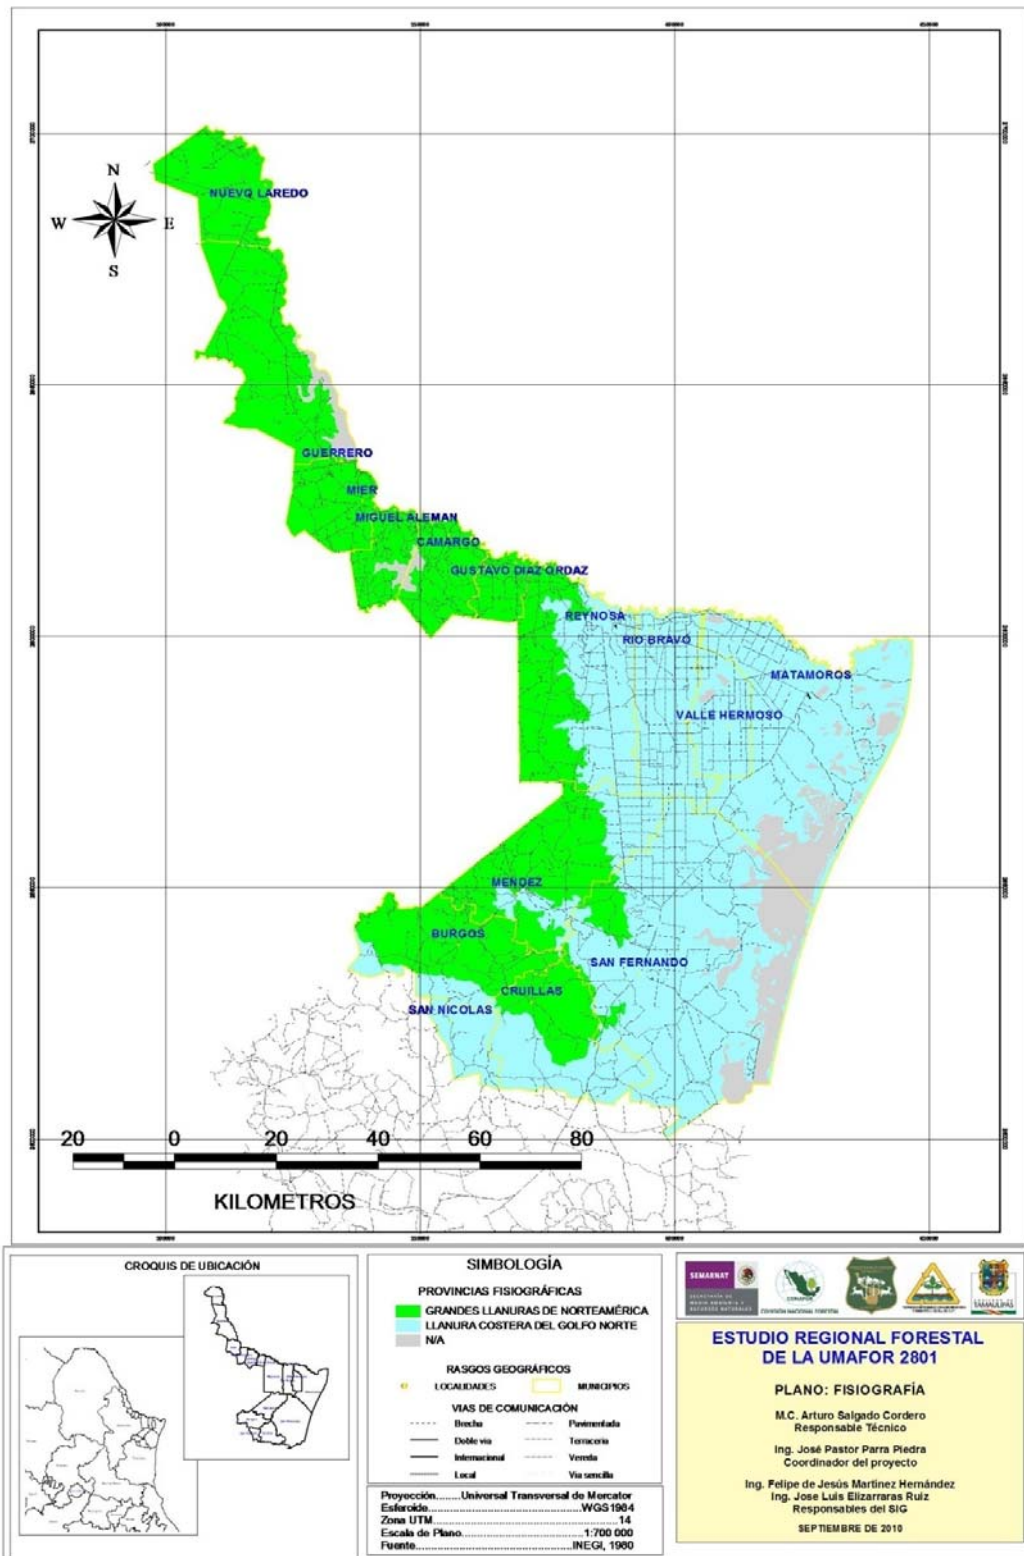 N
W E
S
NUEVO LAREDO
GUERRERO
MIER
MIGUEL ALEMAN
CAMARGO
GUSTAVO DIAZ ORDAZ
REYNOSA
RIO BRAVO
MATAMOROS
VALLE HERMOSO
MENDEZ
BURGOS
SAN FERNANDO
CRUILLAS
SAN NICOLAS
20 0 20 40 60 80
KILOMETROS
CROQUIS DE UBICACIÓN
SIMBOLOGÍA
PROVINCIAS FISIOGRÁFICAS
GRANDES LLANURAS DE NORTEAMÉRICA
LLANURA COSTERA DEL GOLFO NORTE
N/A
RASGOS GEOGRÁFICOS
LOCALIDADES MUNICIPIOS
VIAS DE COMUNICACIÓN
Brecha Pavimentada
Doble via Terraceria
Internacional Vereda
Local Via sencilla
Proyección.......Universal Transversal de Mercator
Esferoide...............................WGS1984
Zona UTM..........................................14
Escala de Plano.........................1:700 000
Fuente...............................INEGI, 1980
SEMARNAT
TAMAULIPAS
ESTUDIO REGIONAL FORESTAL
DE LA UMAFOR 2801
PLANO: FISIOGRAFÍA
M.C. Arturo Salgado Cordero
Responsable Técnico
Ing. José Pastor Parra Piedra
Coordinador del proyecto
Ing. Felipe de Jesús Martínez Hernández
Ing. Jose Luis Elizarraras Ruiz
Responsables del SIG
SEPTIEMBRE DE 2010